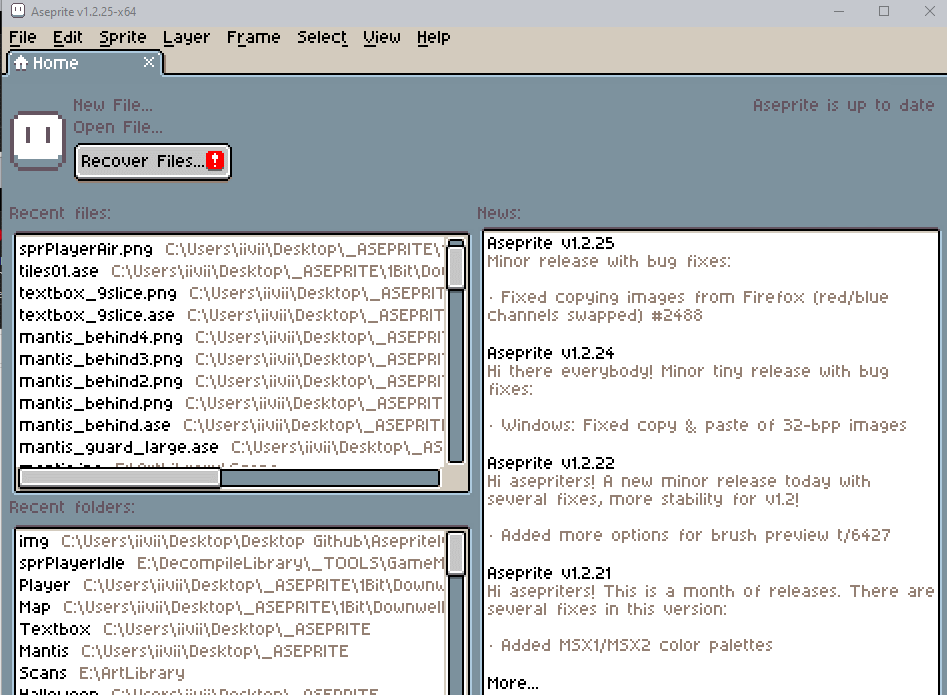 Aseprite v1.2.25-x64
File Edit Sprite Layer Frame Select View Help
Home
New File...
Open File...
Aseprite is up to date
Recover Files...
Recent files:
sprPlayerAir.png C:\Users\iivii\Desktop\_ASEPRITE\
tiles01.ase C:\Users\iivii\Desktop\_ASEPRITE\1Bit\Do
textbox_9slice.png C:\Users\iivii\Desktop\_ASEPRIT
textbox_9slice.ase C:\Users\iivii\Desktop\_ASEPRIT
mantis_behind4.png C:\Users\iivii\Desktop\_ASEPRI
mantis_behind3.png C:\Users\iivii\Desktop\_ASEPRI
mantis_behind2.png C:\Users\iivii\Desktop\_ASEPRI
mantis_behind.png C:\Users\iivii\Desktop\_ASEPRIT
mantis_behind.ase C:\Users\iivii\Desktop\_ASEPRIT
mantis_guard_large.ase C:\Users\iivii\Desktop\_AS
Recent folders:
img C:\Users\iivii\Desktop\Desktop Github\Aseprite
sprPlayerIdle E:\DecompileLibrary\_TOOLS\GameM
Player C:\Users\iivii\Desktop\_ASEPRITE\1Bit\Downw
Map C:\Users\iivii\Desktop\_ASEPRITE\1Bit\Downwell
Textbox C:\Users\iivii\Desktop\_ASEPRITE
Mantis C:\Users\iivii\Desktop\_ASEPRITE
Scans E:\ArtLibrary
Halloween C:\Users\iivii\Desktop\_ASEPRITE
News:
Aseprite v1.2.25
Minor release with bug fixes:
· Fixed copying images from Firefox (red/blue
channels swapped) #2488
Aseprite v1.2.24
Hi there everybody! Minor tiny release with bug
fixes:
· Windows: Fixed copy & paste of 32-bpp images
Aseprite v1.2.22
Hi asepriters! A new minor release today with
several fixes, more stability for v1.2!
· Added more options for brush preview t/6427
Aseprite v1.2.21
Hi asepriters! This is a month of releases. There are
several fixes in this version:
· Added MSX1/MSX2 color palettes
More...